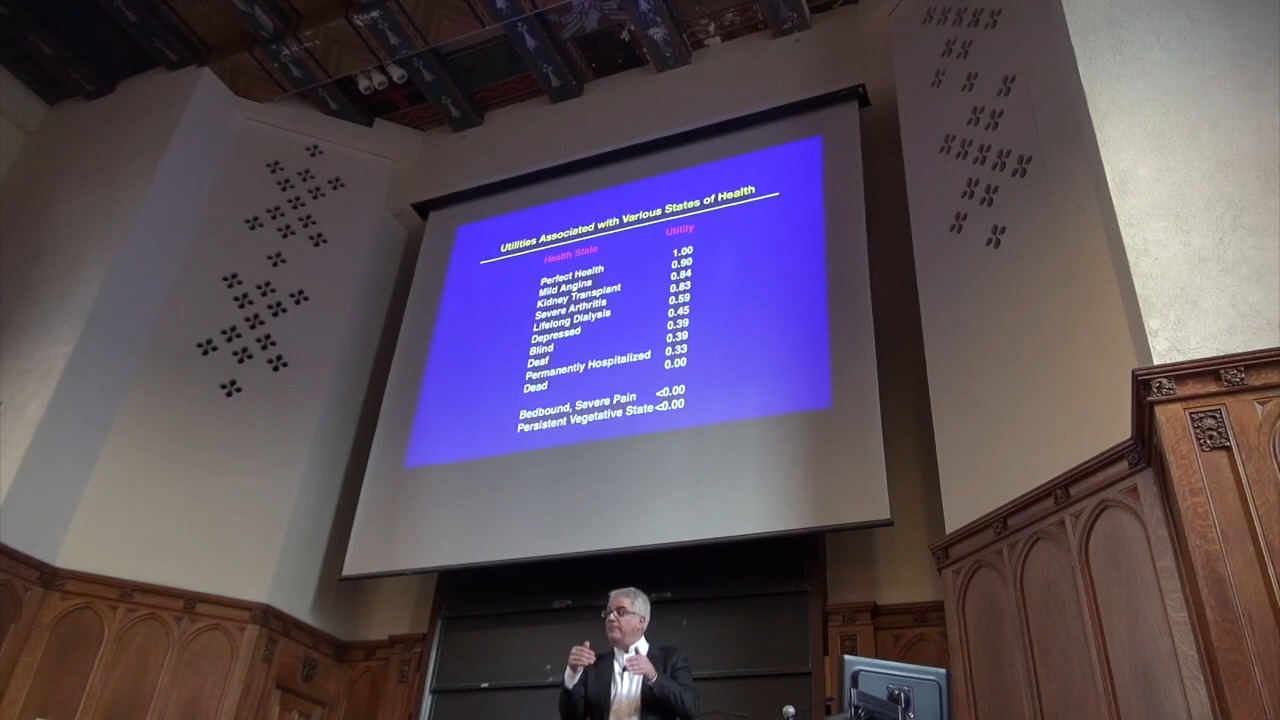 Utilities Associated with Various States of Health
Health State Utility
Perfect Health 1.00
Mild Angina 0.90
Kidney Transplant 0.84
Severe Arthritis 0.83
Lifelong Dialysis 0.59
Depressed 0.45
Blind 0.39
Deaf 0.39
Permanently Hospitalized 0.33
Dead 0.00
Bedbound, Severe Pain <0.00
Persistent Vegetative State <0.00